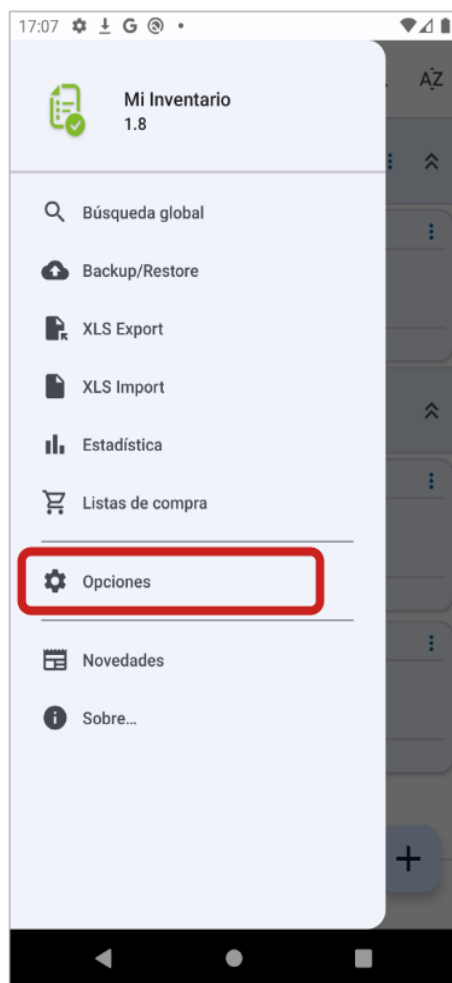 17:07
AZ
Mi Inventario
1.8
Búsqueda global
Backup/Restore
XLS Export
XLS Import
Estadística
Listas de compra
Opciones
Novedades
Sobre...